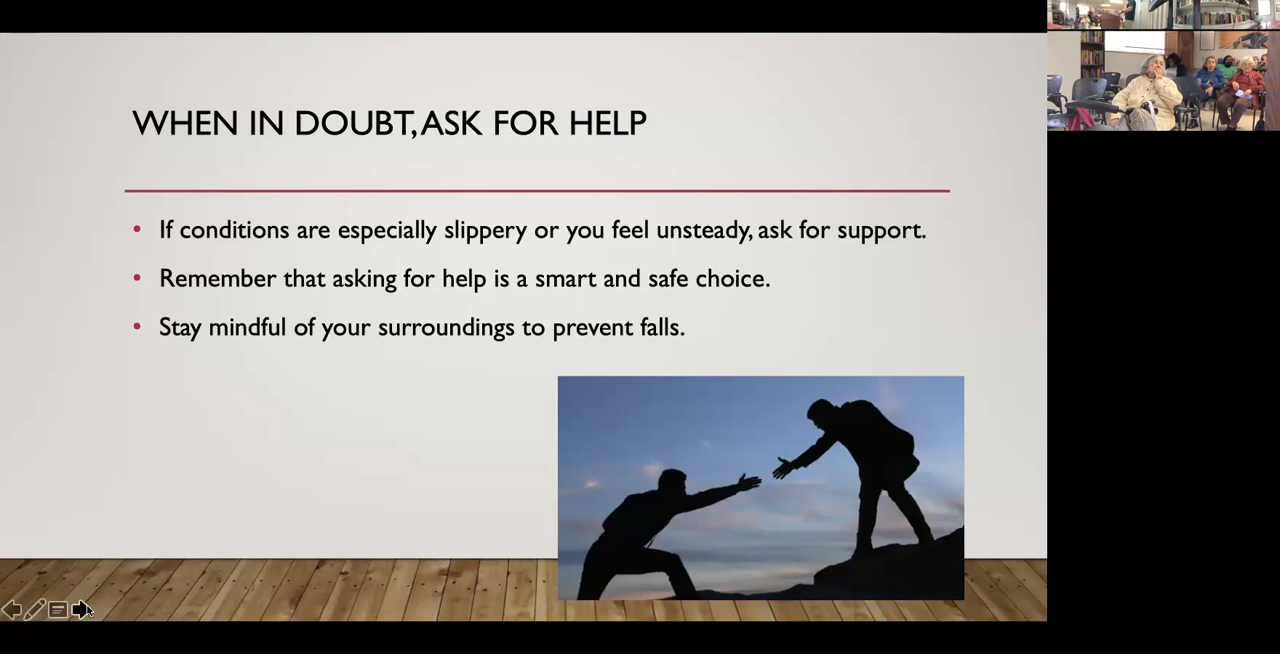 WHEN IN DOUBT, ASK FOR HELP
• If conditions are especially slippery or you feel unsteady, ask for support.
• Remember that asking for help is a smart and safe choice.
• Stay mindful of your surroundings to prevent falls.